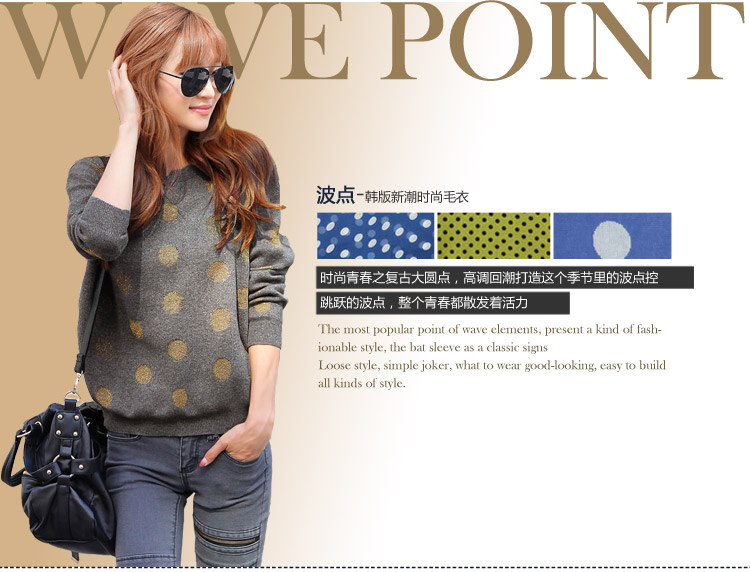 WAVE POINT
波点-韩版新潮时尚毛衣
时尚青春之复古大圆点，高调回潮打造这个季节里的波点控
跳跃的波点，整个青春都散发着活力
The most popular point of wave elements, present a kind of fash-
ionable style, the bat sleeve as a classic signs
Loose style, simple joker, what to wear good-looking, easy to build
all kinds of style.